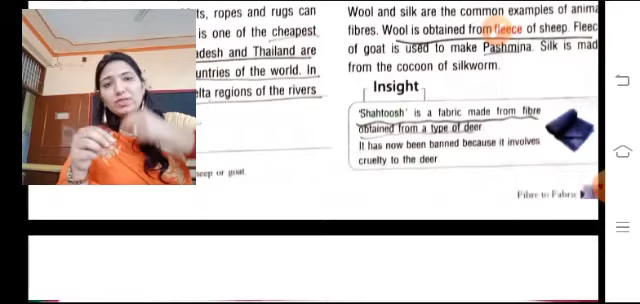 ts, ropes and rugs can
is one of the cheapest
adesh and Thailand are
untries of the world. In
elta regions of the rivers
heep or goat.
Wool and silk are the common examples of anima
fibres. Wool is obtained from fleece of sheep. Fleec
of goat is used to make Pashmina. Silk is mad
from the cocoon of silkworm.
Insight
'Shahtoosh' is a fabric made from fibre
obtained from a type of deer
It has now been banned because it involves
cruelty to the deer
Fibre to Fabric